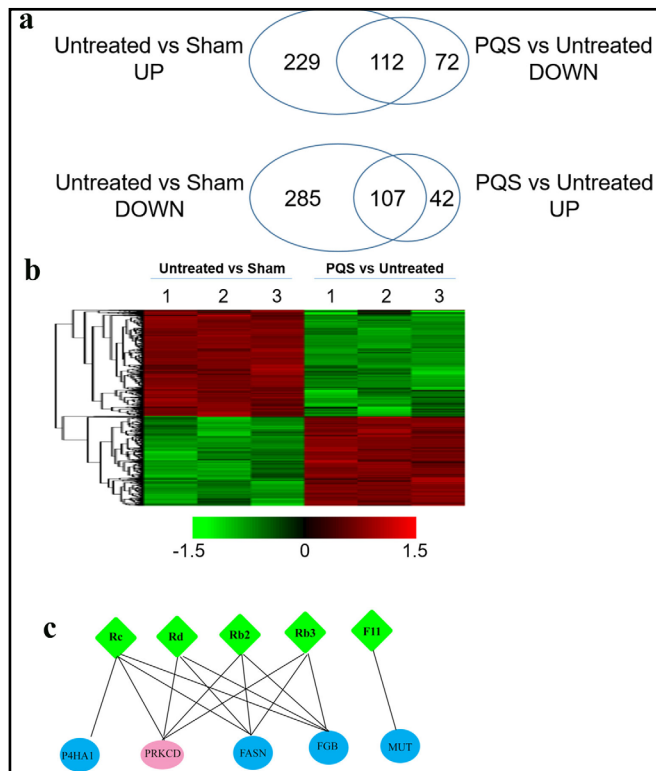 a
Untreated vs Sham
UP
229
112
72
PQS vs Untreated
DOWN
Untreated vs Sham
DOWN
285
107
42
PQS vs Untreated
UP
b
Untreated vs Sham
PQS vs Untreated
1 2 3 1 2 3
-1.5 0 1.5
c
Rc Rd Rb2 Rb3 F11
P4HA1 PRKCD FASN FGB MUT